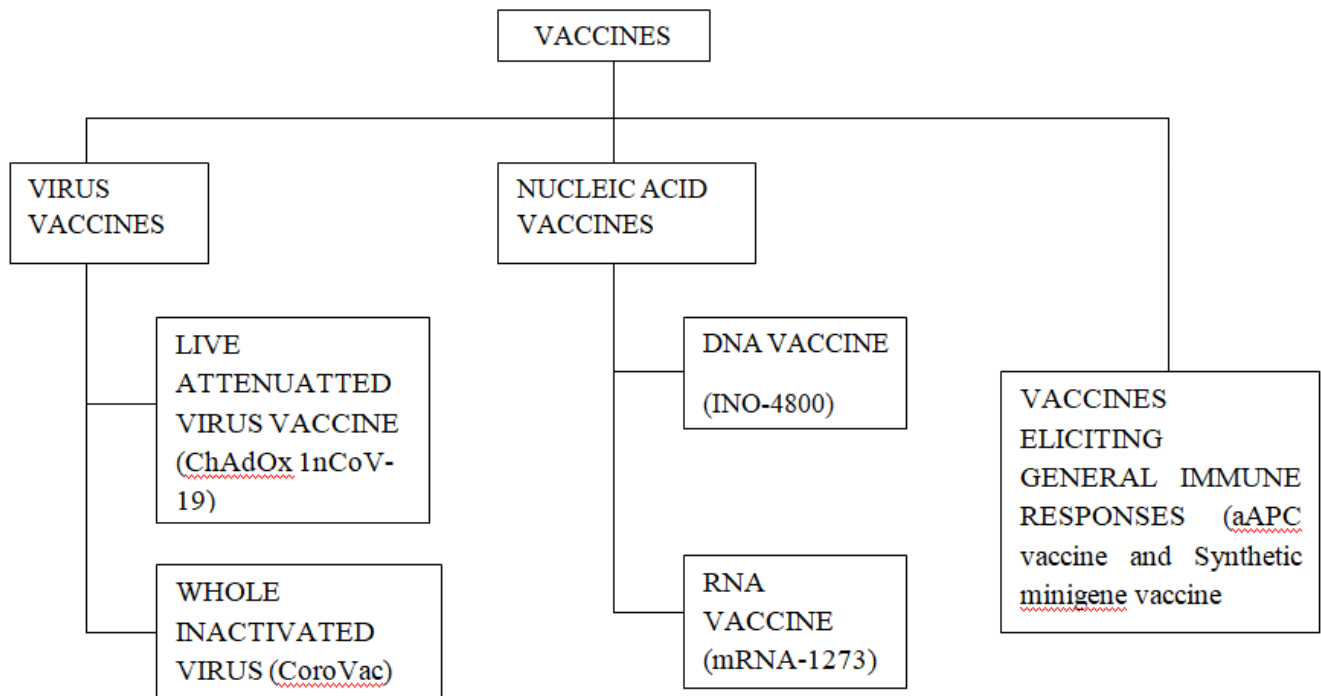 VACCINES
VIRUS
VACCINES
NUCLEIC ACID
VACCINES
LIVE
ATTENUATTED
VIRUS VACCINE
(ChAdOx 1nCoV-
19)
WHOLE
INACTIVATED
VIRUS (CoroVac)
DNA VACCINE
(INO-4800)
RNA
VACCINE
(mRNA-1273)
VACCINES
ELICITING
GENERAL IMMUNE
RESPONSES (aAPC
vaccine and Synthetic
minigene vaccine